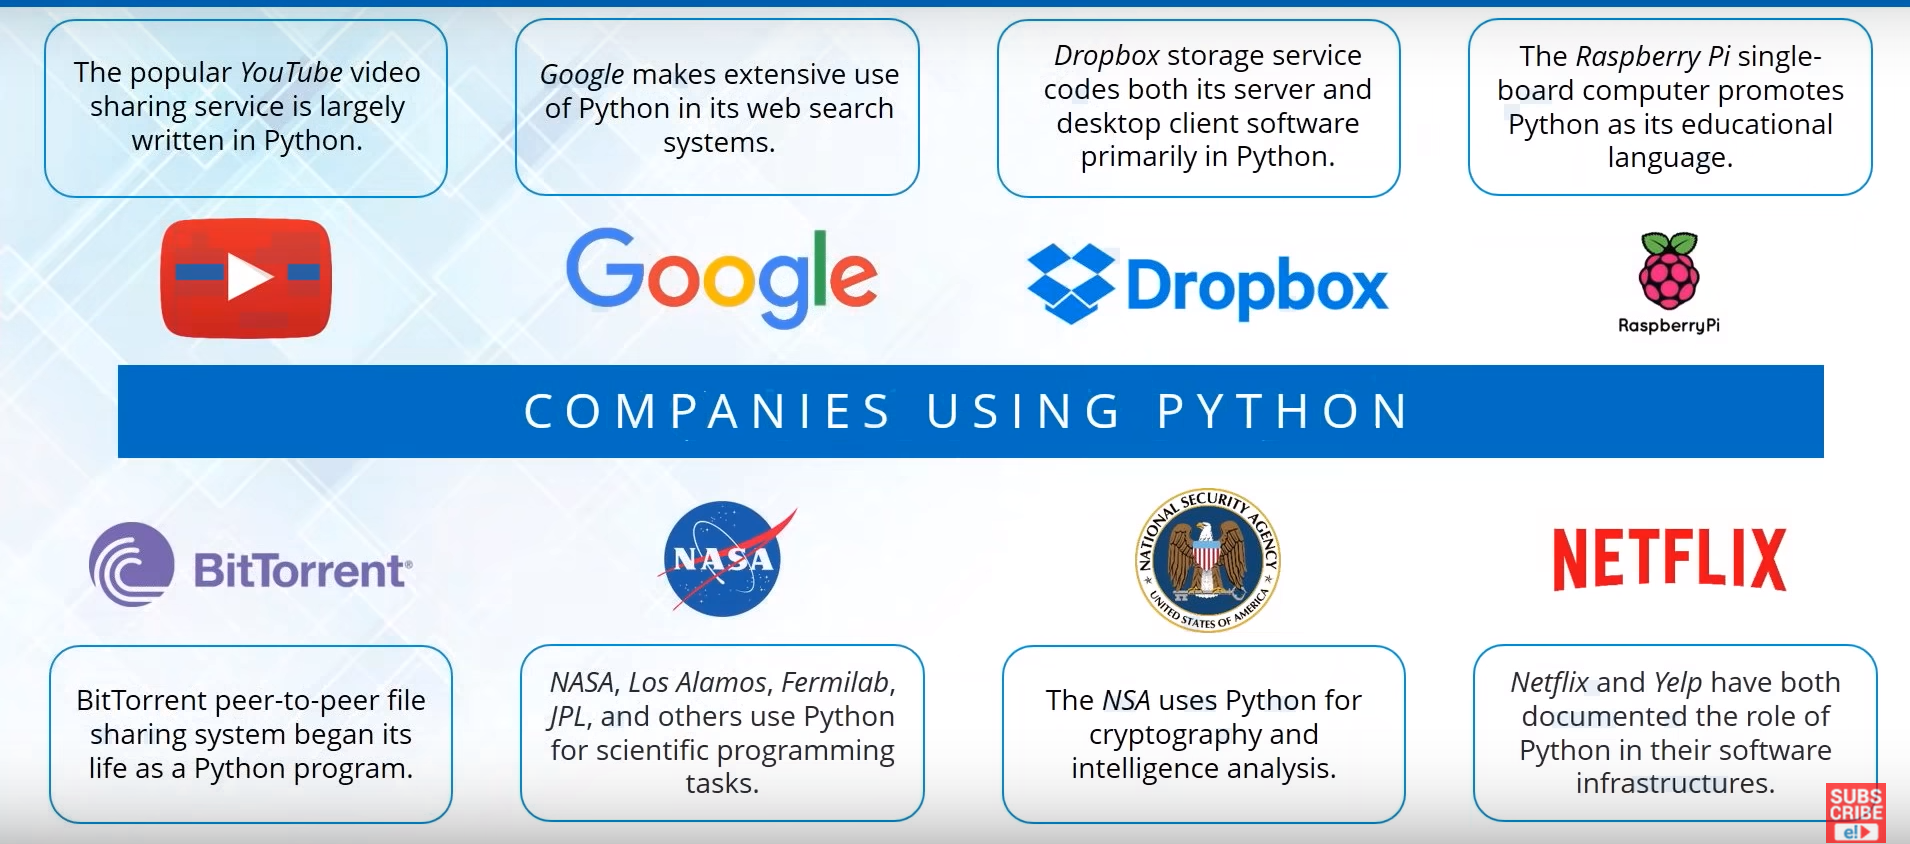 The popular YouTube video
sharing service is largely
written in Python.
Google makes extensive use
of Python in its web search
systems.
Dropbox storage service
codes both its server and
desktop client software
primarily in Python.
The Raspberry Pi single-
board computer promotes
Python as its educational
language.
Google
Dropbox
RaspberryPi
COMPANIES USING PYTHON
BitTorrent®
NASA
NATIONAL SECURITY AGENCY
UNITED STATES OF AMERICA
NETFLIX
BitTorrent peer-to-peer file
sharing system began its
life as a Python program.
NASA, Los Alamos, Fermilab,
JPL, and others use Python
for scientific programming
tasks.
The NSA uses Python for
cryptography and
intelligence analysis.
Netflix and Yelp have both
documented the role of
Python in their software
infrastructures.
SUBS
CRIBE
e!